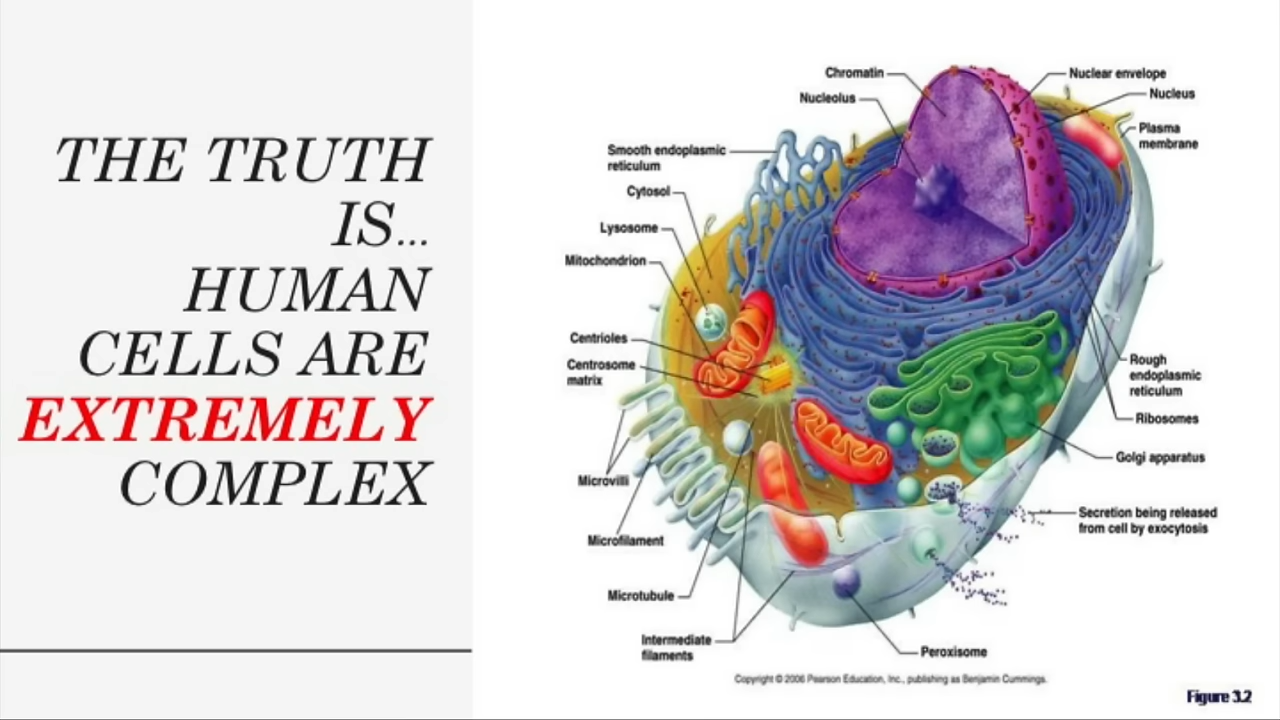 THE TRUTH
IS...
HUMAN
CELLS ARE
EXTREMELY
COMPLEX
Chromatin
Nucleolus
Smooth endoplasmic
reticulum
Cytosol
Lysosome
Mitochondrion
Centrioles
Centrosome
matrix
Microvilli
Microfilament
Microtubule
Intermediate
filaments
Nuclear envelope
Nucleus
Plasma
membrane
Rough
endoplasmic
reticulum
Ribosomes
Golgi apparatus
Secretion being released
from cell by exocytosis
Peroxisome
Copyright © 2006 Pearson Education, Inc., publishing as Benjamin Cummings.
Figure 3.2